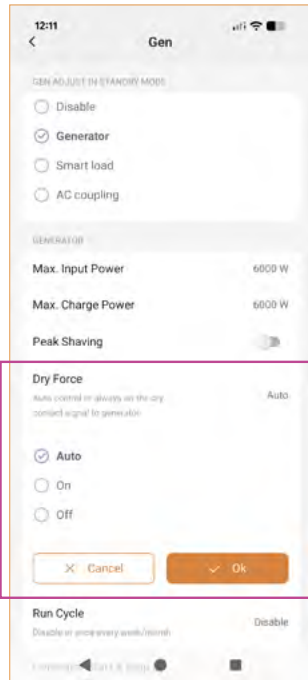 12:11
Gen
GEN ADJUST IN STANDBY MODE
Disable
Generator
Smart load
AC coupling
GENERATOR
Max. Input Power 6000 W
Max. Charge Power 6000 W
Peak Shaving
Dry Force Auto
Auto control or always on the dry
contact signal to generator
Auto
On
Off
Cancel Ok
Run Cycle Disable
Disable or once every week/month